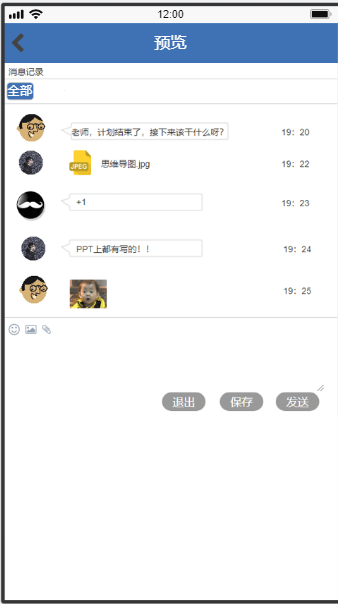 12:00
预览
消息记录
全部
老师，计划结束了，接下来该干什么呀？
19：20
JPEG
思维导图.jpg
19：22
+1
19：23
PPT上都有写的！！
19：24
19：25
退出
保存
发送